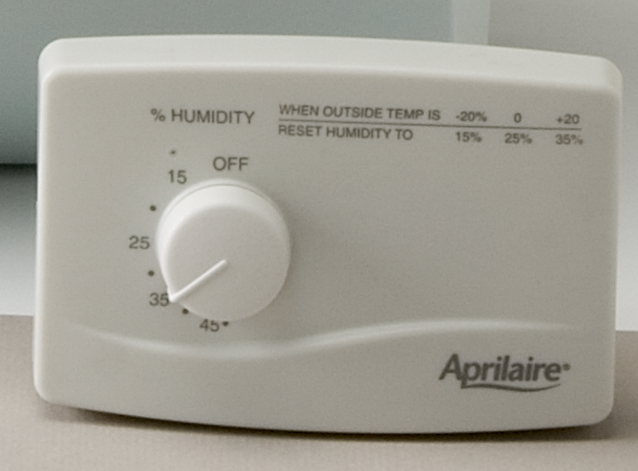 % HUMIDITY
WHEN OUTSIDE TEMP IS -20% 0 +20
RESET HUMIDITY TO 15% 25% 35%
OFF
15
25
35
45
Aprilaire